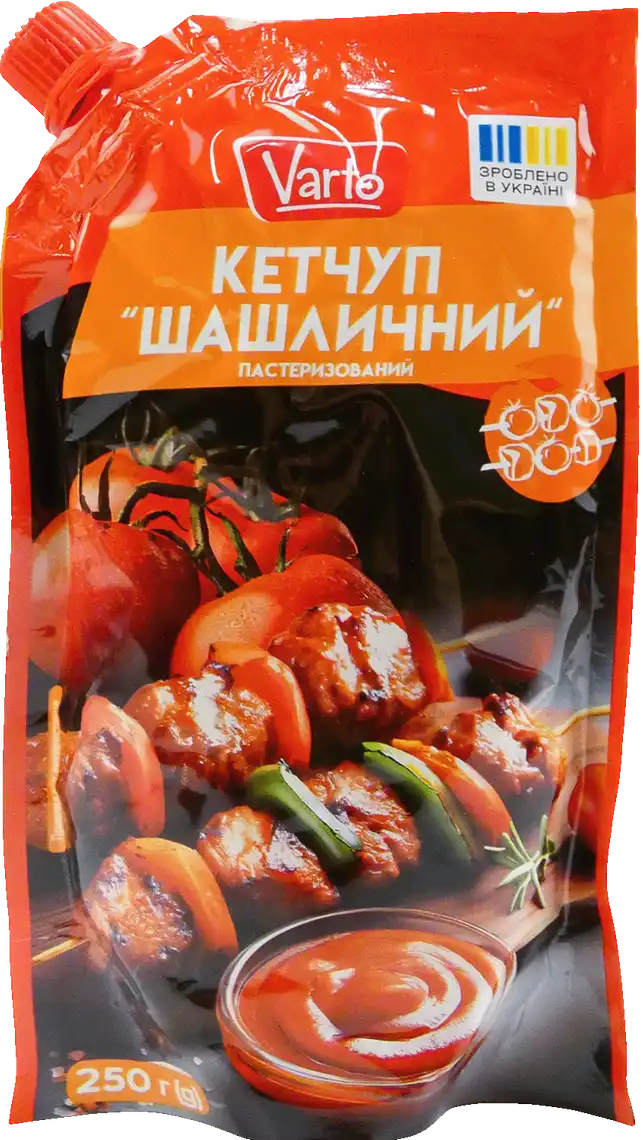 Varto
ЗРОБЛЕНО
В УКРАЇНІ
КЕТЧУП
“ШАШЛИЧНИЙ“
ПАСТЕРИЗОВАНИЙ
250 г (g)